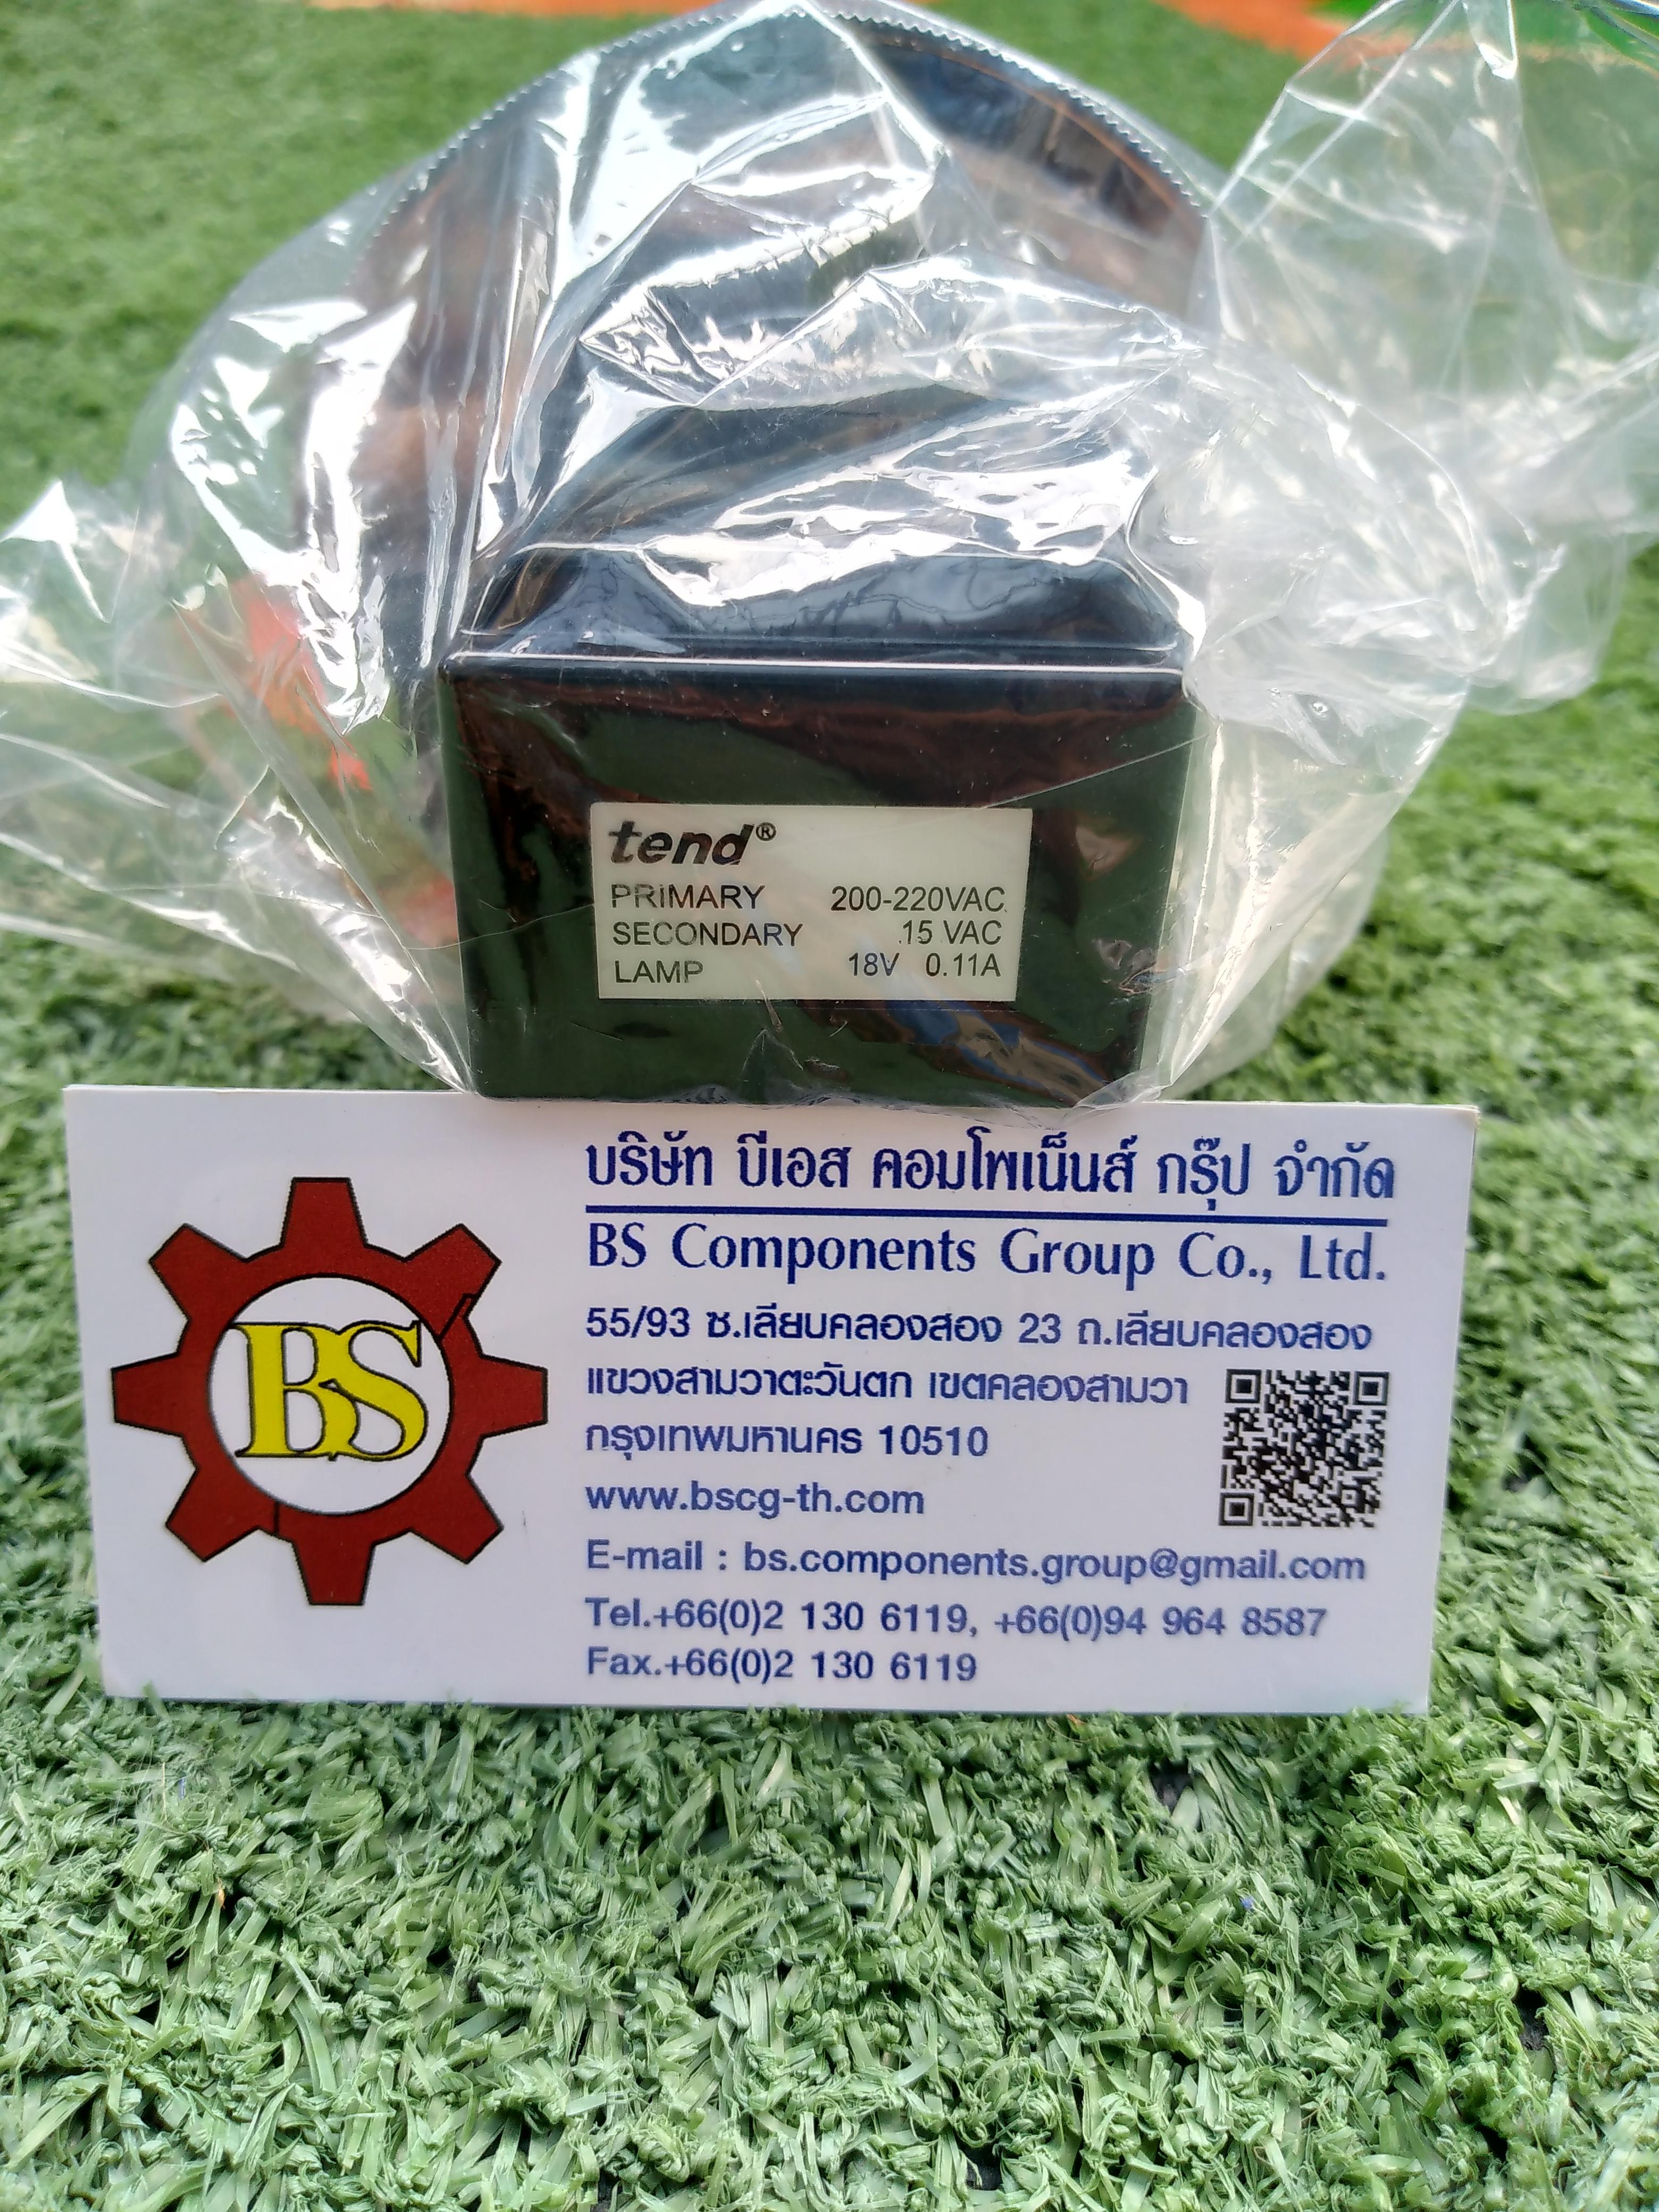 tend®
PRIMARY 200-220VAC
SECONDARY 15 VAC
LAMP 18V 0.11A
บริษัท บีเอส คอมโพเน็นส์ กรุ๊ป จำกัด
BS Components Group Co., Ltd.
55/93 ซ.เลียบคลองสอง 23 ถ.เลียบคลองสอง
แขวงสามวาตะวันตก เขตคลองสามวา
กรุงเทพมหานคร 10510
www.bscg-th.com
E-mail : bs.components.group@gmail.com
Tel.+66(0)2 130 6119, +66(0)94 964 8587
Fax.+66(0)2 130 6119
BS